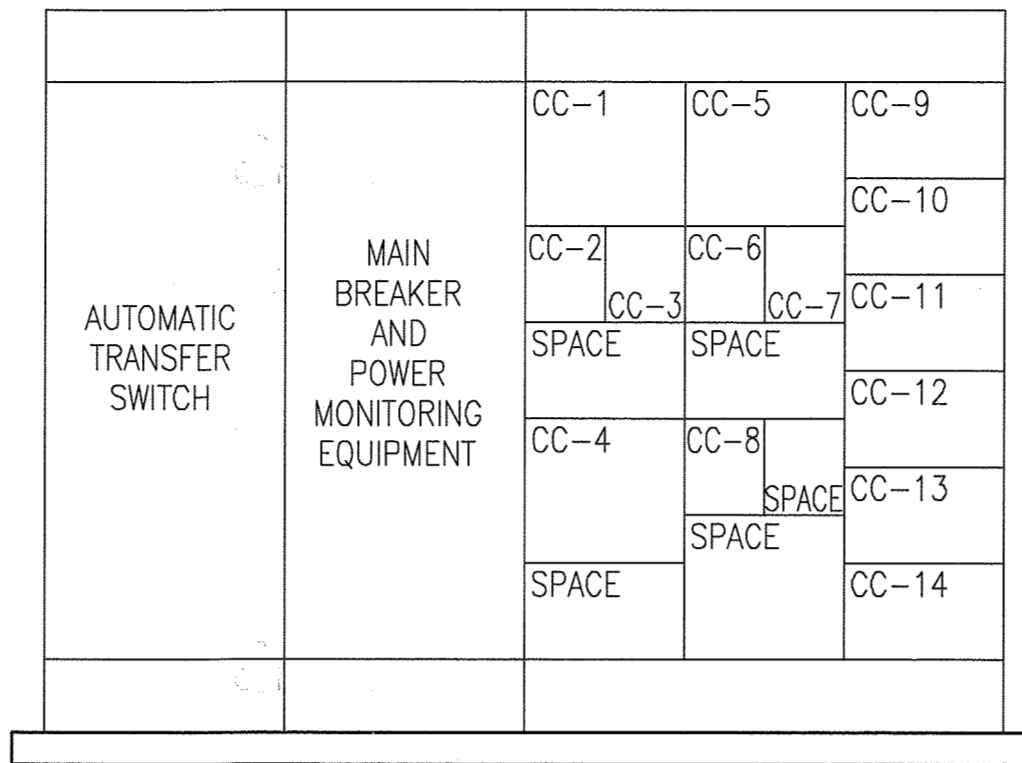 AUTOMATIC
TRANSFER
SWITCH
MAIN
BREAKER
AND
POWER
MONITORING
EQUIPMENT
CC-1
CC-2
CC-3
SPACE
CC-4
SPACE
CC-5
CC-6
CC-7
SPACE
CC-8
SPACE
SPACE
CC-9
CC-10
CC-11
CC-12
CC-13
CC-14